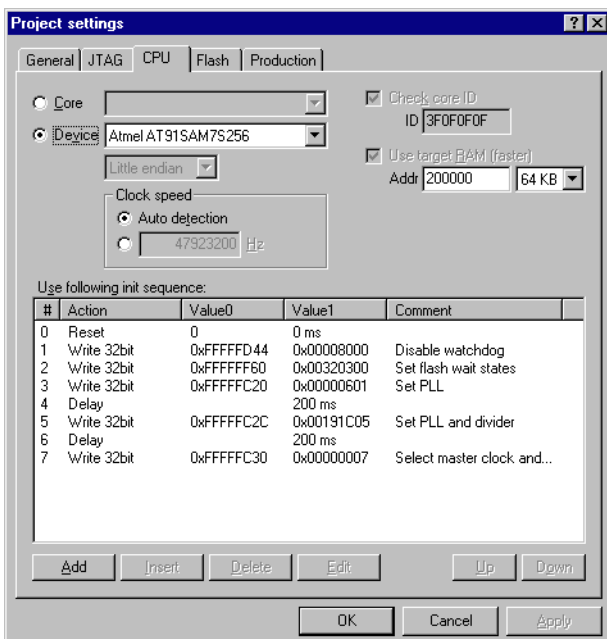 Project settings
General JTAG CPU Flash Production
Core
Check core ID
ID 3F0F0F0F
Device Atmel AT91SAM7S256
Little endian
Use target RAM (faster)
Addr 200000 64 KB
Clock speed
Auto detection
47923200 Hz
Use following init sequence:
# Action Value0 Value1 Comment
0 Reset 0 0 ms
1 Write 32bit 0xFFFFFD44 0x00008000 Disable watchdog
2 Write 32bit 0xFFFFFF60 0x00320300 Set flash wait states
3 Write 32bit 0xFFFFFC20 0x00000601 Set PLL
4 Delay 200 ms
5 Write 32bit 0xFFFFFC2C 0x00191C05 Set PLL and divider
6 Delay 200 ms
7 Write 32bit 0xFFFFFC30 0x00000007 Select master clock and...
Add Insert Delete Edit Up Down
OK Cancel Apply